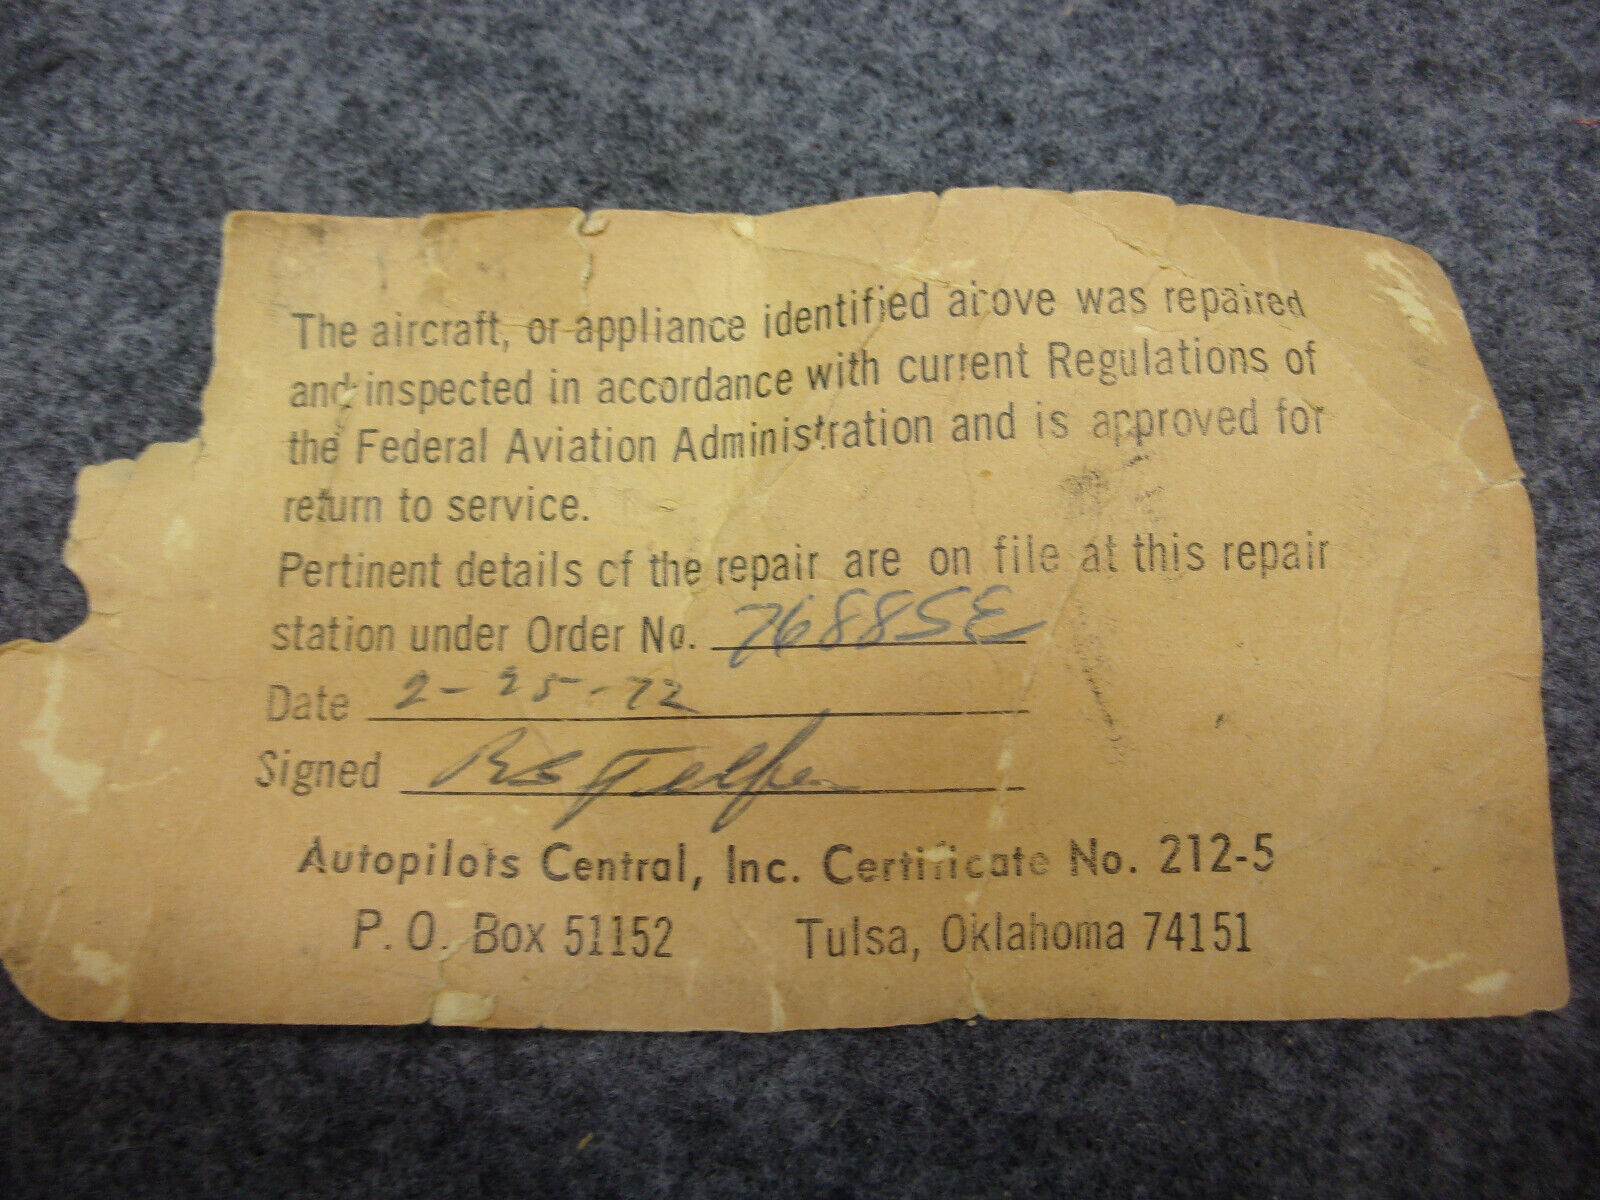 The aircraft, or appliance identified above was repaired
and inspected in accordance with current Regulations of
the Federal Aviation Administration and is approved for
return to service.
Pertinent details of the repair are on file at this repair
station under Order No. 76885E
Date 2-25-72
Signed
Autopilots Central, Inc. Certificate No. 212-5
P. O. Box 51152 Tulsa, Oklahoma 74151